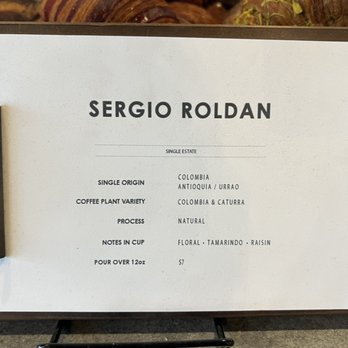 SERGIO ROLDAN
SINGLE ESTATE
SINGLE ORIGIN COLOMBIA
ANTIOQUIA / URRAO
COFFEE PLANT VARIETY COLOMBIA & CATURRA
PROCESS NATURAL
NOTES IN CUP FLORAL • TAMARINDO • RAISIN
POUR OVER 12oz $7